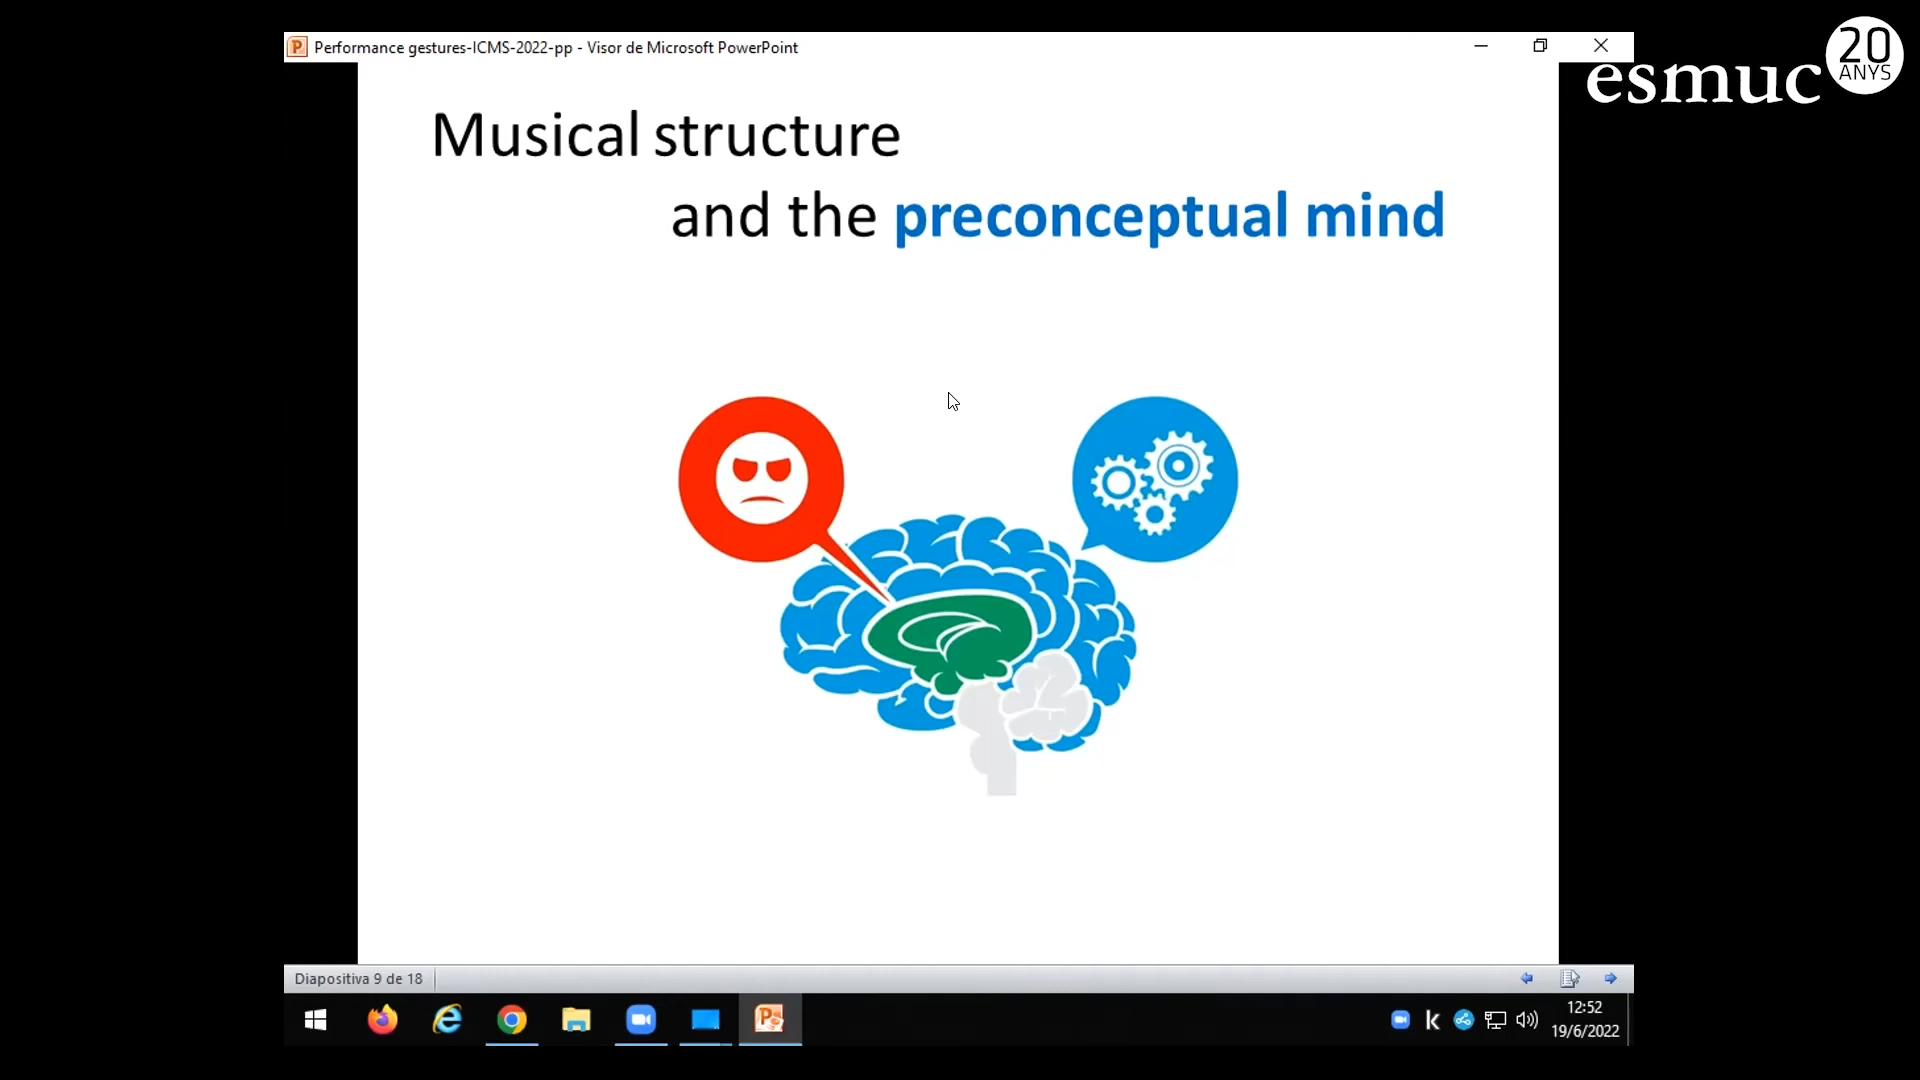 Performance gestures-ICMS-2022-pp - Visor de Microsoft PowerPoint
20
ANYS
esmuc
Musical structure
and the preconceptual mind
Diapositiva 9 de 18
12:52
19/6/2022